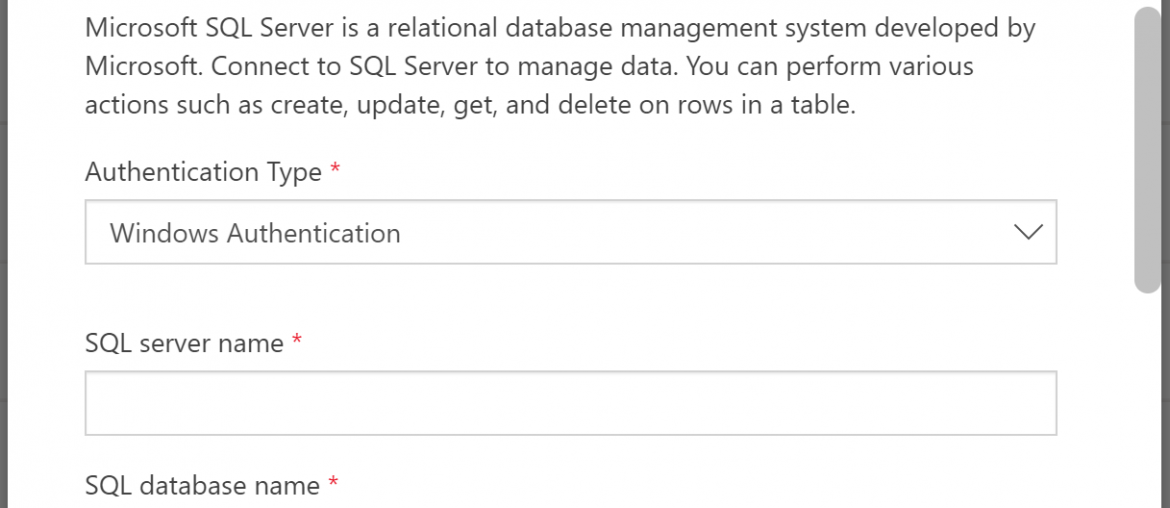 Microsoft SQL Server is a relational database management system developed by
Microsoft. Connect to SQL Server to manage data. You can perform various
actions such as create, update, get, and delete on rows in a table.
Authentication Type *
Windows Authentication
SQL server name *
SQL database name *